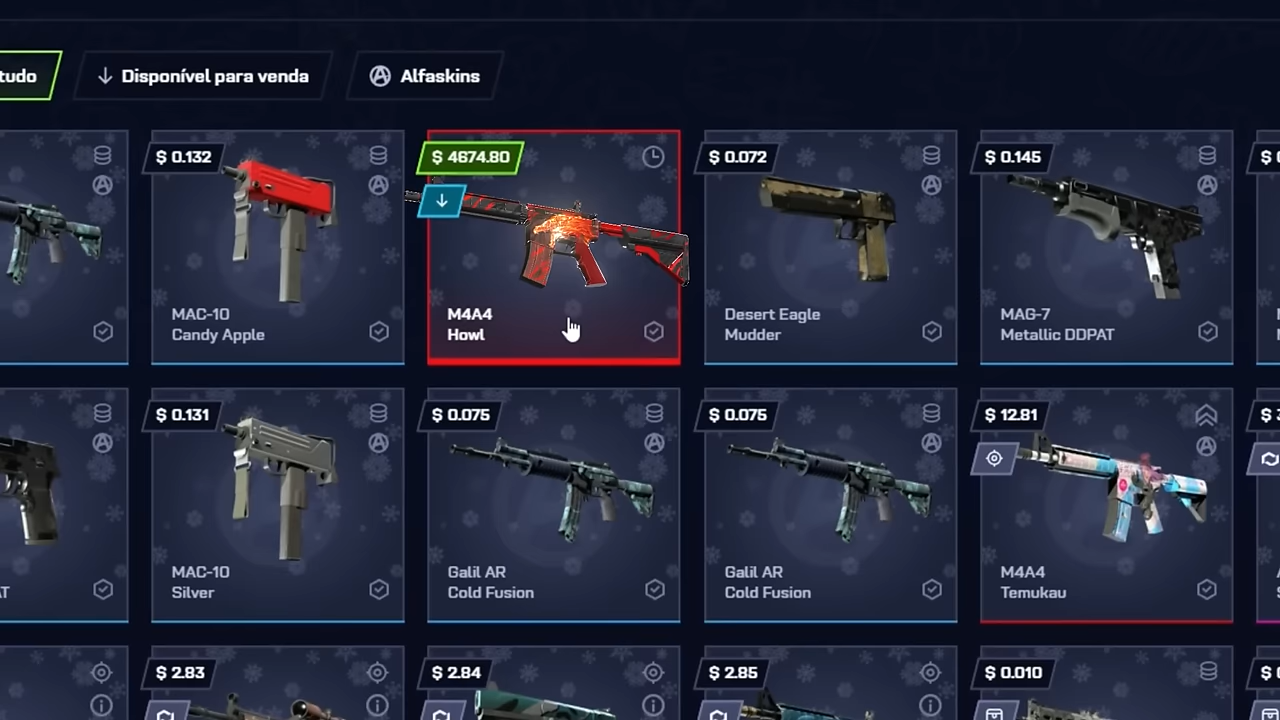 tudo
Disponível para venda
Alfaskins
$ 0.132
$ 4674.80
$ 0.072
$ 0.145
MAC-10
Candy Apple
M4A4
Howl
Desert Eagle
Mudder
MAG-7
Metallic DDPAT
$ 0.131
$ 0.075
$ 0.075
$ 12.81
MAC-10
Silver
Galil AR
Cold Fusion
Galil AR
Cold Fusion
M4A4
Temukau
$ 2.83
$ 2.84
$ 2.85
$ 0.010